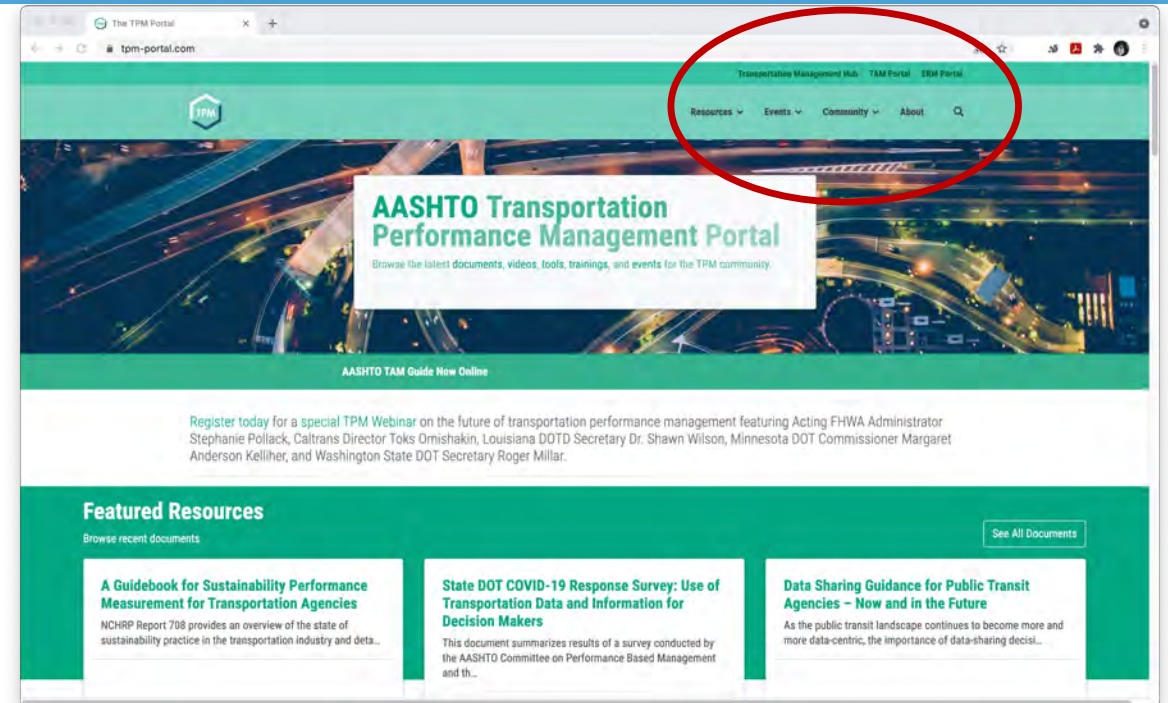 The TPM Portal
tpm-portal.com
Transportation Management Hub TAM Portal ERM Portal
TPM
Resources Events Community About
AASHTO Transportation
Performance Management Portal
Browse the latest documents, videos, tools, trainings, and events for the TPM community.
AASHTO TAM Guide Now Online
Register today for a special TPM Webinar on the future of transportation performance management featuring Acting FHWA Administrator
Stephanie Pollack, Caltrans Director Toks Omishakin, Louisiana DOTD Secretary Dr. Shawn Wilson, Minnesota DOT Commissioner Margaret
Anderson Kelliher, and Washington State DOT Secretary Roger Millar.
Featured Resources
Browse recent documents
See All Documents
A Guidebook for Sustainability Performance
Measurement for Transportation Agencies
NCHRP Report 708 provides an overview of the state of
sustainability practice in the transportation industry and deta...
State DOT COVID-19 Response Survey: Use of
Transportation Data and Information for
Decision Makers
This document summarizes results of a survey conducted by
the AASHTO Committee on Performance Based Management
and th...
Data Sharing Guidance for Public Transit
Agencies – Now and in the Future
As the public transit landscape continues to become more and
more data-centric, the importance of data-sharing decisi...